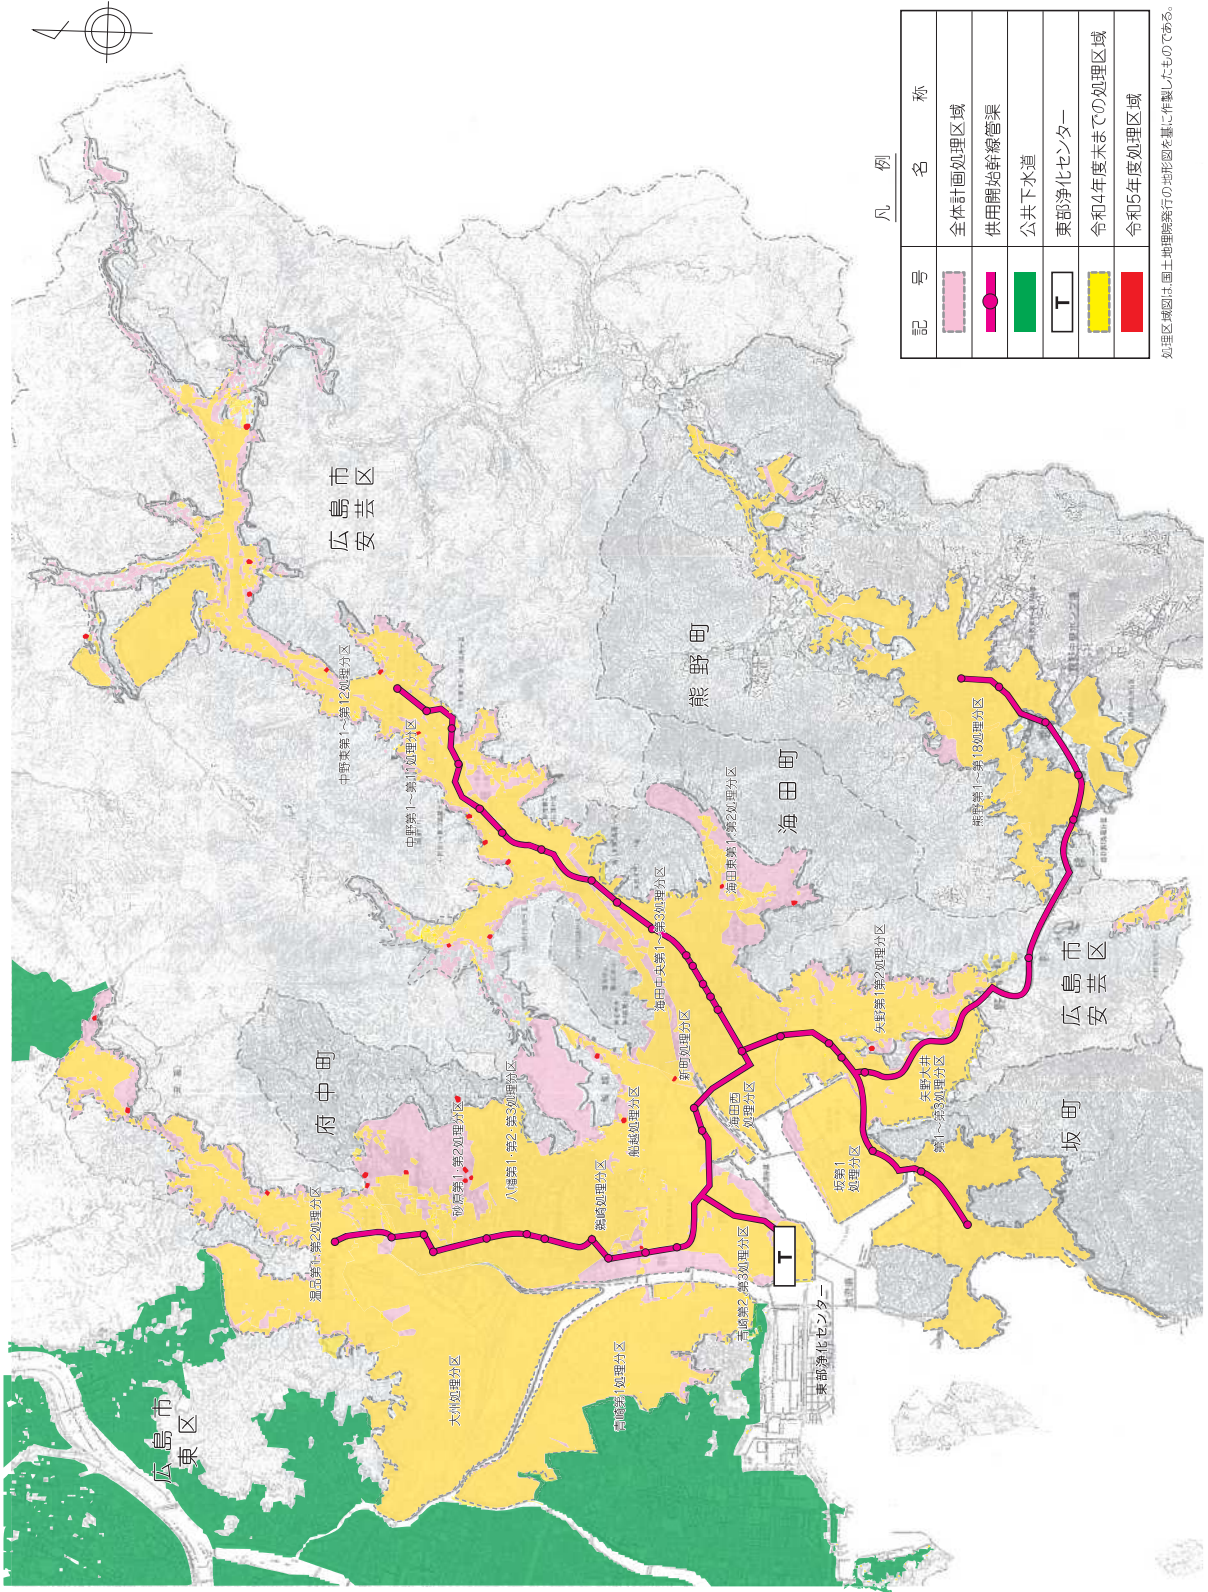 凡例
記号
名称
全体計画処理区域
供用開始幹線管渠
公共下水道
T
東部浄化センター
令和4年度末までの処理区域
令和5年度処理区域
処理区域図は、国土地理院発行の地形図を基に作製したものである。
広島市
安芸区
中野東第1～第12処理分区
中野第1～第11処理分区
熊野町
海田町
熊野第1～第18処理分区
海田東第1・第2処理分区
海田中央第1～第3処理分区
矢野第1第2処理分区
広島市
安芸区
府中町
新町処理分区
海田西
処理分区
矢野大井
第1～第3処理分区
坂町
八幡第1・第2・第3処理分区
砂原第1・第2処理分区
船越処理分区
坂第1
処理分区
鶴崎処理分区
温品第1・第2処理分区
青崎第2・第3処理分区
T
東部浄化センター
大州処理分区
青崎第1処理分区
広島市
東区